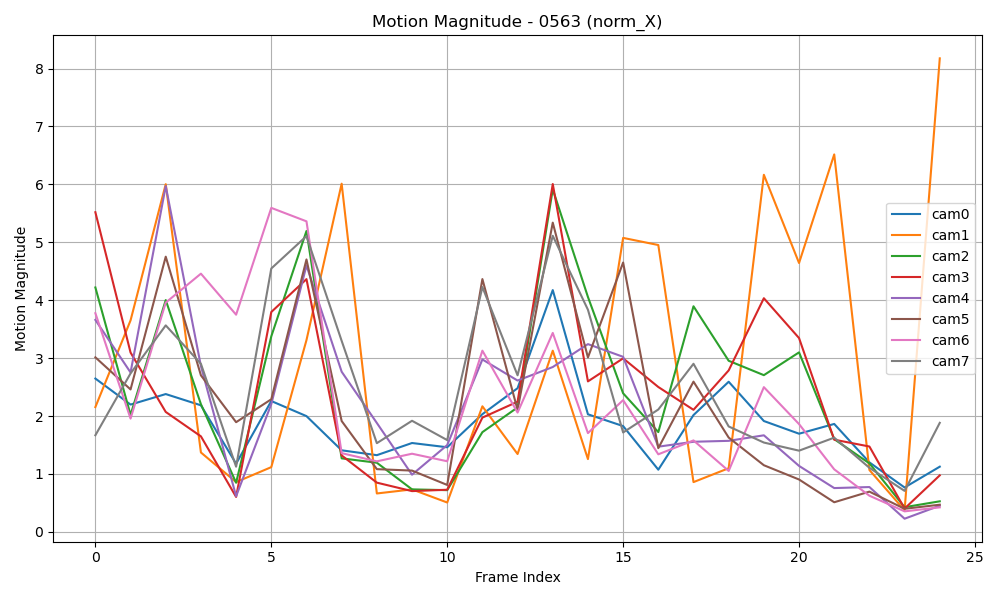 Motion Magnitude - 0563 (norm_X)
Motion Magnitude
8
7
6
5
4
3
2
1
0
cam0
cam1
cam2
cam3
cam4
cam5
cam6
cam7
0 5 10 15 20 25
Frame Index